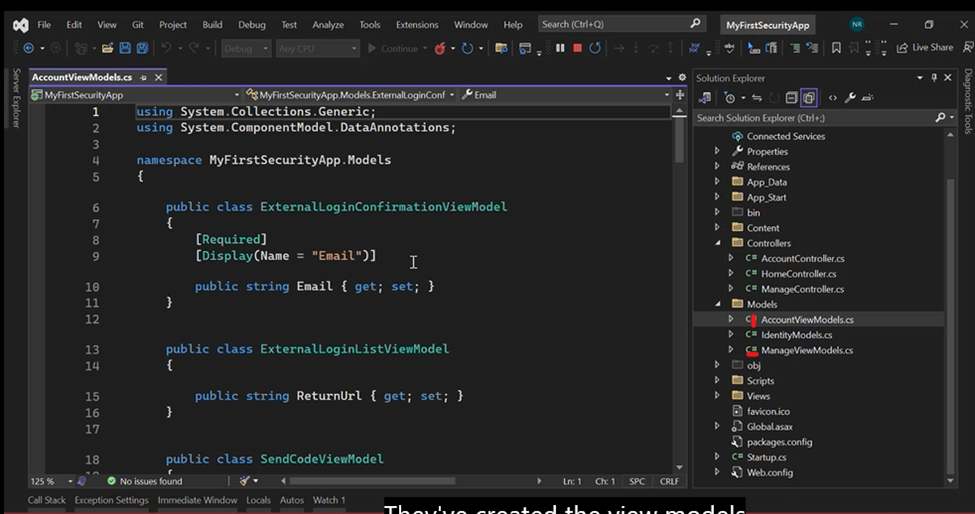 File Edit View Git Project Build Debug Test Analyze Tools Extensions Window Help Search (Ctrl+Q) MyFirstSecurityApp NR
Debug Any CPU Continue Live Share
Server Explorer
AccountViewModels.cs
MyFirstSecurityApp MyFirstSecurityApp.Models.ExternalLoginConf Email
1 using System.Collections.Generic;
2 using System.ComponentModel.DataAnnotations;
3
4 namespace MyFirstSecurityApp.Models
5 {
6 public class ExternalLoginConfirmationViewModel
7 {
8 [Required]
9 [Display(Name = "Email")]
10 public string Email { get; set; }
11 }
12
13 public class ExternalLoginListViewModel
14 {
15 public string ReturnUrl { get; set; }
16 }
17
18 public class SendCodeViewModel
125 % No issues found Ln: 1 Ch: 1 SPC CRLF
Call Stack Exception Settings Immediate Window Locals Autos Watch 1
Solution Explorer
Search Solution Explorer (Ctrl+;)
Connected Services
Properties
References
App_Data
App_Start
bin
Content
Controllers
C# AccountController.cs
C# HomeController.cs
C# ManageController.cs
Models
C# AccountViewModels.cs
C# IdentityModels.cs
C# ManageViewModels.cs
obj
Scripts
Views
favicon.ico
Global.asax
packages.config
C# Startup.cs
Web.config
Diagnostic Tools
They've created the view models